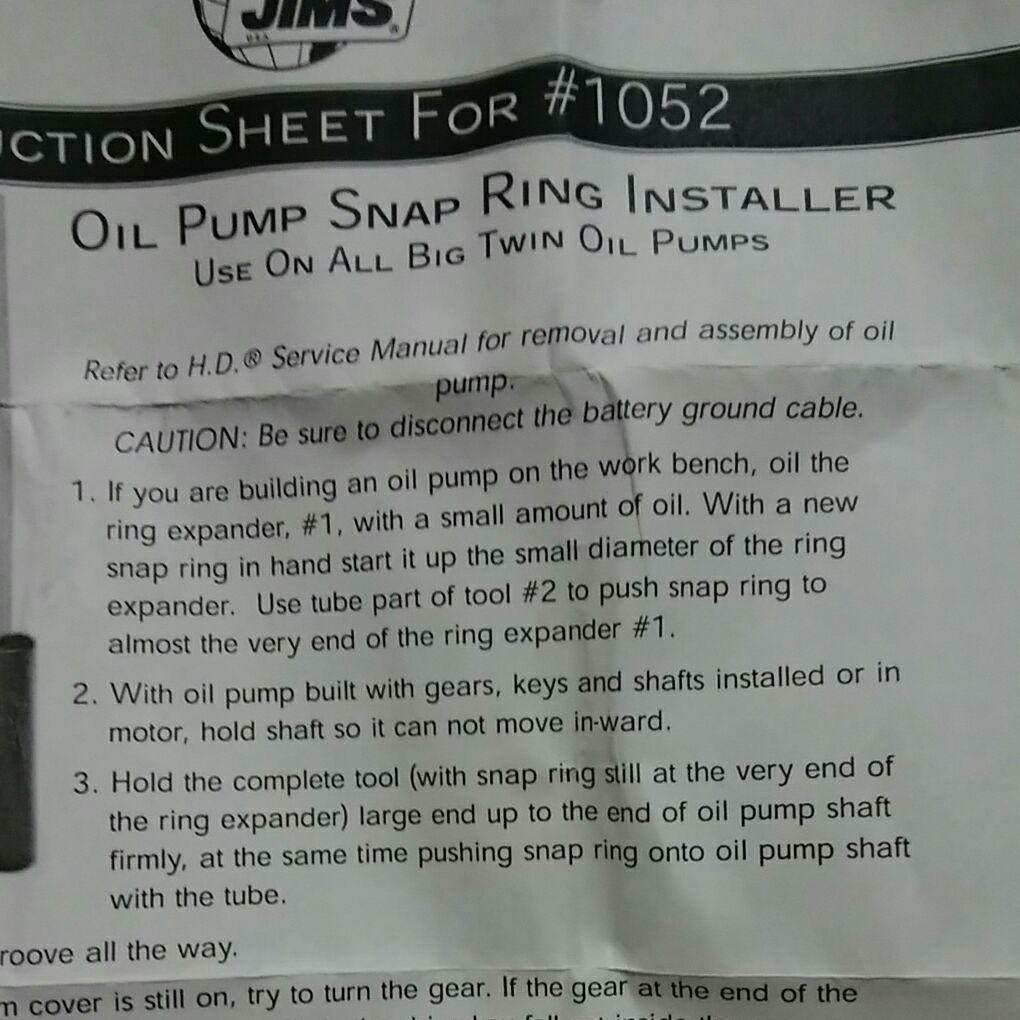 JIMS®
USA
UCTION SHEET FOR #1052
OIL PUMP SNAP RING INSTALLER
USE ON ALL BIG TWIN OIL PUMPS
Refer to H.D.® Service Manual for removal and assembly of oil
pump.
CAUTION: Be sure to disconnect the battery ground cable.
1. If you are building an oil pump on the work bench, oil the
ring expander, #1, with a small amount of oil. With a new
snap ring in hand start it up the small diameter of the ring
expander. Use tube part of tool #2 to push snap ring to
almost the very end of the ring expander #1.
2. With oil pump built with gears, keys and shafts installed or in
motor, hold shaft so it can not move in-ward.
3. Hold the complete tool (with snap ring still at the very end of
the ring expander) large end up to the end of oil pump shaft
firmly, at the same time pushing snap ring onto oil pump shaft
with the tube.
roove all the way.
m cover is still on, try to turn the gear. If the gear at the end of the